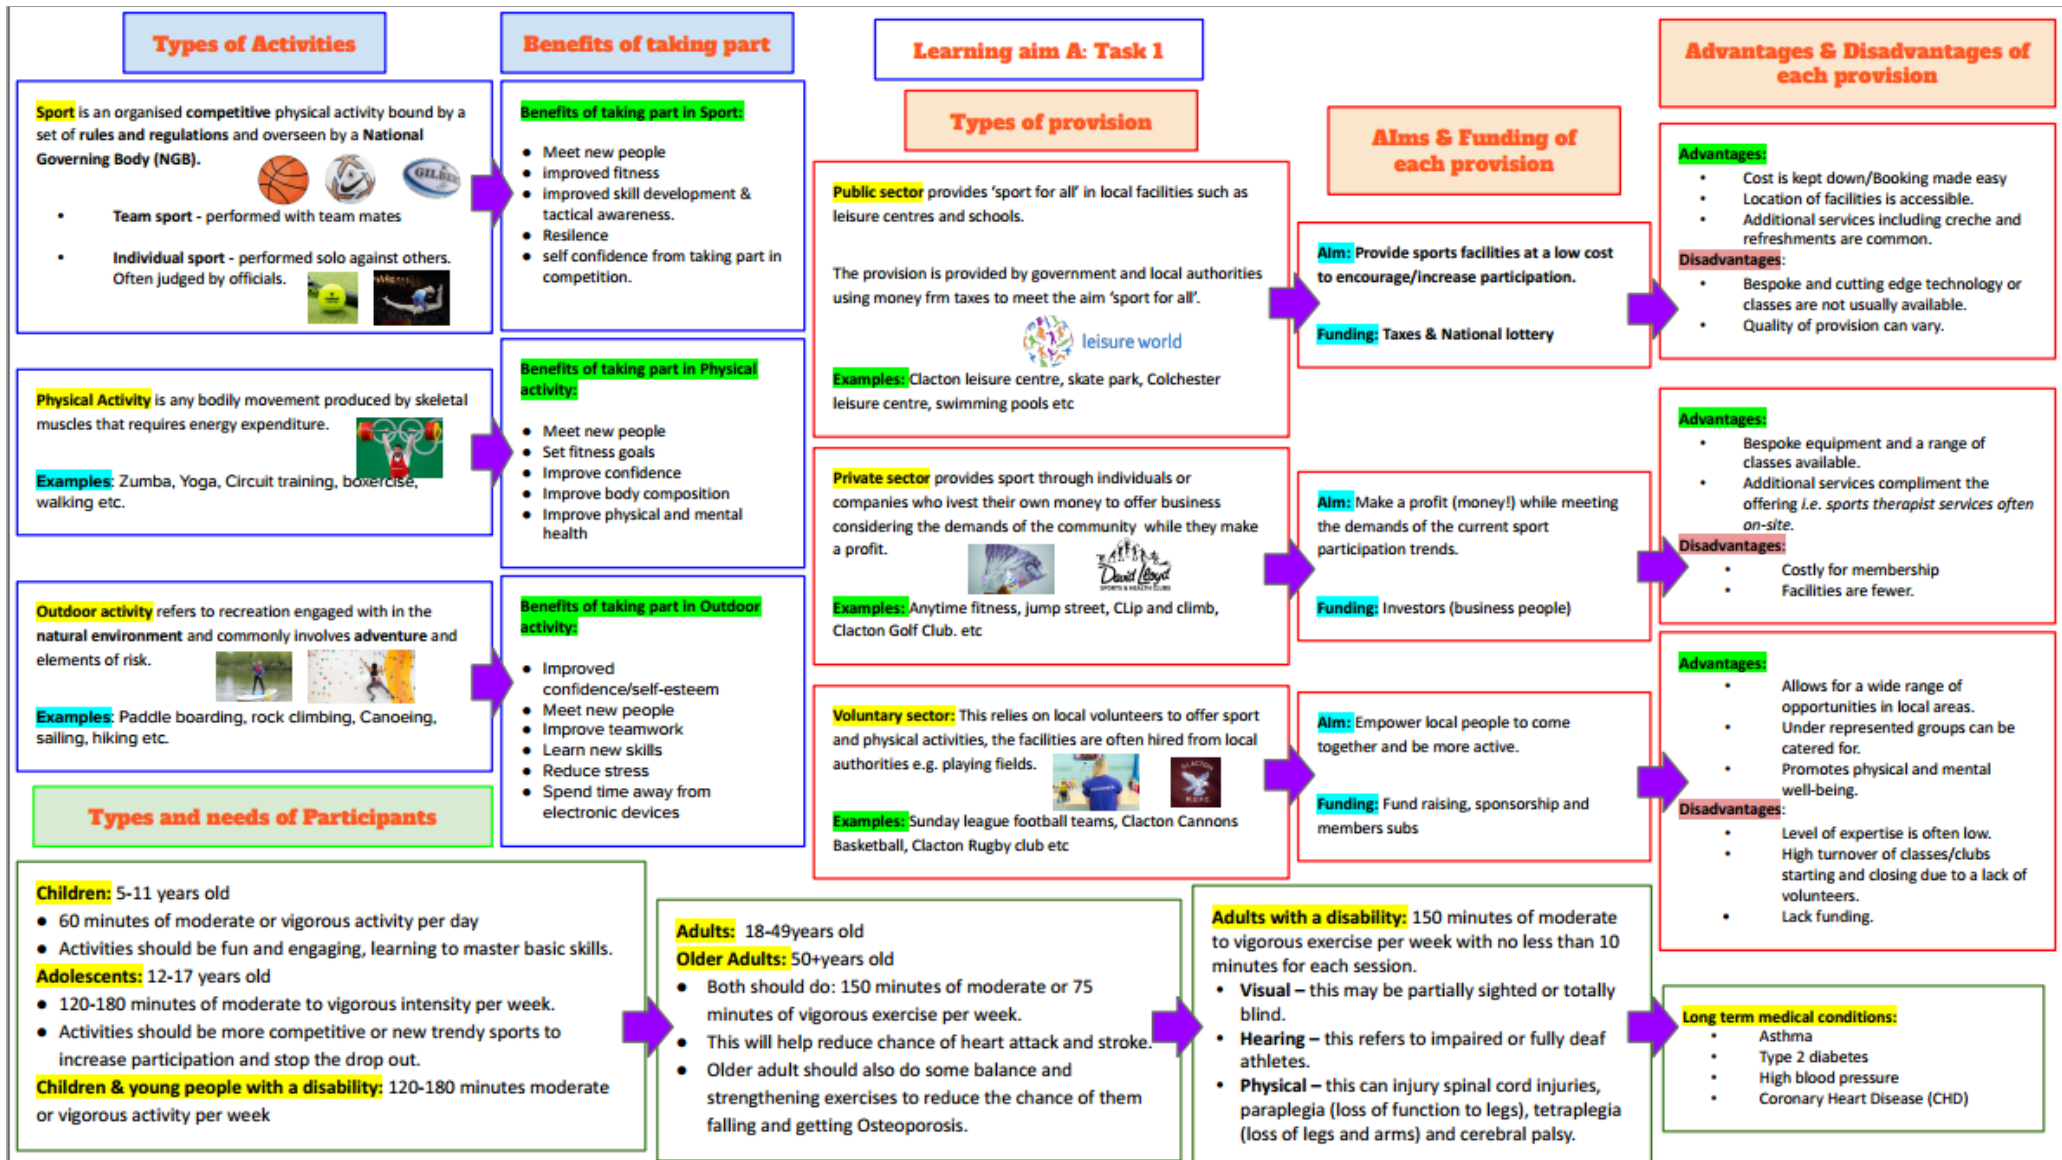 Types of Activities
Sport is an organised competitive physical activity bound by a
set of rules and regulations and overseen by a National
Governing Body (NGB).
GILBE
• Team sport - performed with team mates
• Individual sport - performed solo against others.
Often judged by officials.
Physical Activity is any bodily movement produced by skeletal
muscles that requires energy expenditure.
Examples: Zumba, Yoga, Circuit training, boxercise,
walking etc.
Outdoor activity refers to recreation engaged with in the
natural environment and commonly involves adventure and
elements of risk.
Examples: Paddle boarding, rock climbing, Canoeing,
sailing, hiking etc.
Benefits of taking part
Benefits of taking part in Sport:
● Meet new people
● improved fitness
● improved skill development &
tactical awareness.
● Resilence
● self confidence from taking part in
competition.
Benefits of taking part in Physical
activity:
● Meet new people
● Set fitness goals
● Improve confidence
● Improve body composition
● Improve physical and mental
health
Benefits of taking part in Outdoor
activity:
● Improved
confidence/self-esteem
● Meet new people
● Improve teamwork
● Learn new skills
● Reduce stress
● Spend time away from
electronic devices
Learning aim A: Task 1
Types of provision
Public sector provides ‘sport for all’ in local facilities such as
leisure centres and schools.
The provision is provided by government and local authorities
using money frm taxes to meet the aim ‘sport for all’.
leisure world
Examples: Clacton leisure centre, skate park, Colchester
leisure centre, swimming pools etc
Private sector provides sport through individuals or
companies who ivest their own money to offer business
considering the demands of the community while they make
a profit.
David Lloyd
SPORTS & HEALTH CLUBS
Examples: Anytime fitness, jump street, CLip and climb,
Clacton Golf Club. etc
Voluntary sector: This relies on local volunteers to offer sport
and physical activities, the facilities are often hired from local
authorities e.g. playing fields.
CLACTON
R.U.F.C.
Examples: Sunday league football teams, Clacton Cannons
Basketball, Clacton Rugby club etc
AIms & Funding of
each provision
Aim: Provide sports facilities at a low cost
to encourage/increase participation.
Funding: Taxes & National lottery
Aim: Make a profit (money!) while meeting
the demands of the current sport
participation trends.
Funding: Investors (business people)
Aim: Empower local people to come
together and be more active.
Funding: Fund raising, sponsorship and
members subs
Advantages & Disadvantages of
each provision
Advantages:
• Cost is kept down/Booking made easy
• Location of facilities is accessible.
• Additional services including creche and
refreshments are common.
Disadvantages:
• Bespoke and cutting edge technology or
classes are not usually available.
• Quality of provision can vary.
Advantages:
• Bespoke equipment and a range of
classes available.
• Additional services compliment the
offering i.e. sports therapist services often
on-site.
Disadvantages:
• Costly for membership
• Facilities are fewer.
Advantages:
• Allows for a wide range of
opportunities in local areas.
• Under represented groups can be
catered for.
• Promotes physical and mental
well-being.
Disadvantages:
• Level of expertise is often low.
• High turnover of classes/clubs
starting and closing due to a lack of
volunteers.
• Lack funding.
Types and needs of Participants
Children: 5-11 years old
● 60 minutes of moderate or vigorous activity per day
● Activities should be fun and engaging, learning to master basic skills.
Adolescents: 12-17 years old
● 120-180 minutes of moderate to vigorous intensity per week.
● Activities should be more competitive or new trendy sports to
increase participation and stop the drop out.
Children & young people with a disability: 120-180 minutes moderate
or vigorous activity per week
Adults: 18-49years old
Older Adults: 50+years old
● Both should do: 150 minutes of moderate or 75
minutes of vigorous exercise per week.
● This will help reduce chance of heart attack and stroke.
● Older adult should also do some balance and
strengthening exercises to reduce the chance of them
falling and getting Osteoporosis.
Adults with a disability: 150 minutes of moderate
to vigorous exercise per week with no less than 10
minutes for each session.
• Visual – this may be partially sighted or totally
blind.
• Hearing – this refers to impaired or fully deaf
athletes.
• Physical – this can injury spinal cord injuries,
paraplegia (loss of function to legs), tetraplegia
(loss of legs and arms) and cerebral palsy.
Long term medical conditions:
• Asthma
• Type 2 diabetes
• High blood pressure
• Coronary Heart Disease (CHD)